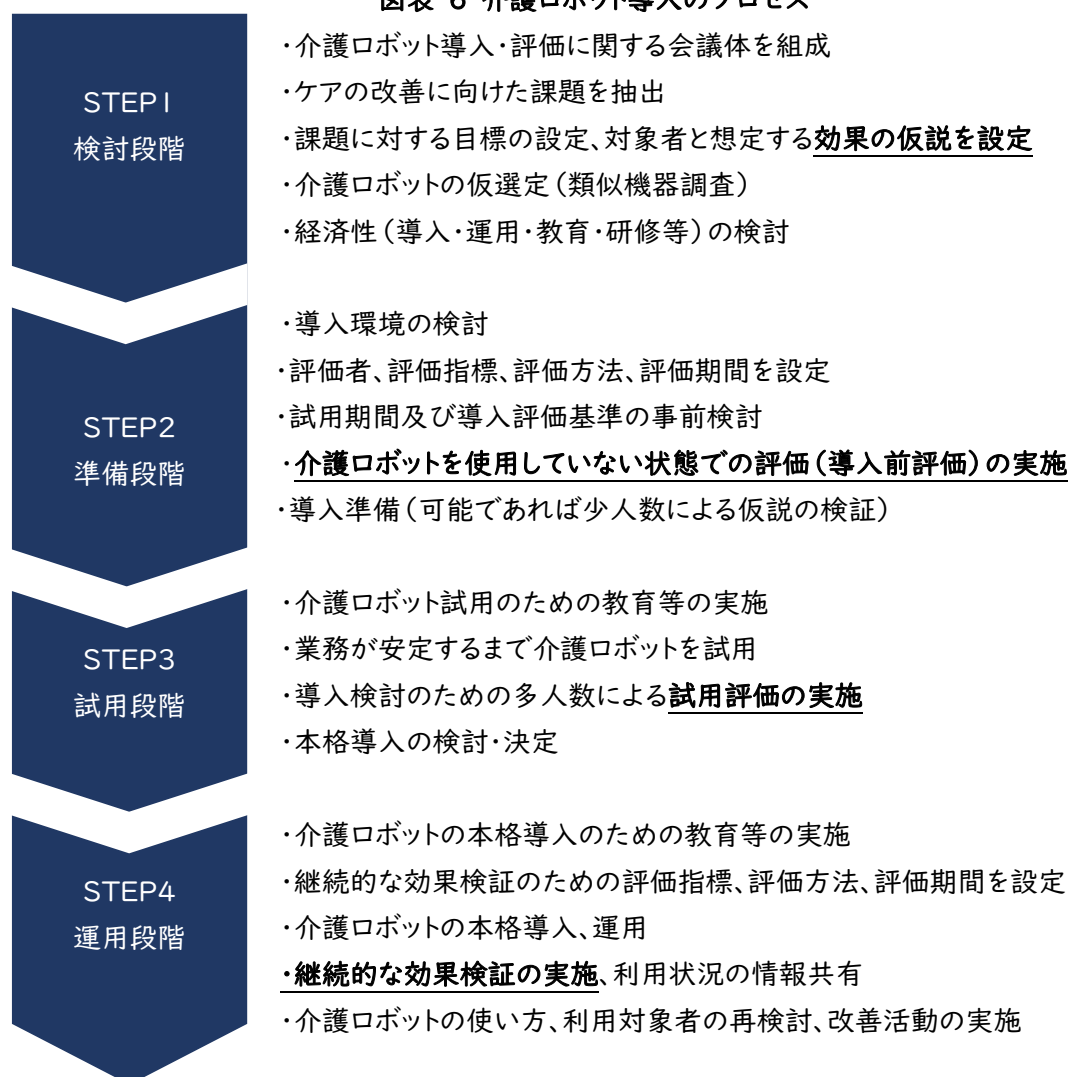 図表 6 介護ロボット導入のプロセス
STEP1
検討段階
・介護ロボット導入・評価に関する会議体を組成
・ケアの改善に向けた課題を抽出
・課題に対する目標の設定、対象者と想定する効果の仮説を設定
・介護ロボットの仮選定(類似機器調査)
・経済性(導入・運用・教育・研修等)の検討
STEP2
準備段階
・導入環境の検討
・評価者、評価指標、評価方法、評価期間を設定
・試用期間及び導入評価基準の事前検討
・介護ロボットを使用していない状態での評価(導入前評価)の実施
・導入準備(可能であれば少人数による仮説の検証)
STEP3
試用段階
・介護ロボット試用のための教育等の実施
・業務が安定するまで介護ロボットを試用
・導入検討のための多人数による試用評価の実施
・本格導入の検討・決定
STEP4
運用段階
・介護ロボットの本格導入のための教育等の実施
・継続的な効果検証のための評価指標、評価方法、評価期間を設定
・介護ロボットの本格導入、運用
・継続的な効果検証の実施、利用状況の情報共有
・介護ロボットの使い方、利用対象者の再検討、改善活動の実施